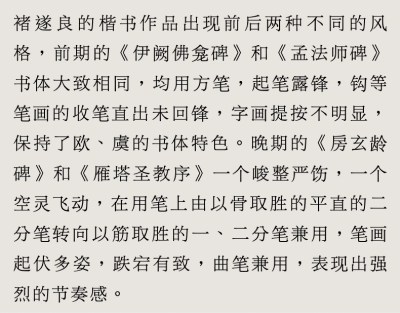 褚遂良的楷书作品出现前后两种不同的风
格，前期的《伊阙佛龛碑》和《孟法师碑》
书体大致相同，均用方笔，起笔露锋，钩等
笔画的收笔直出未回锋，字画提按不明显，
保持了欧、虞的书体特色。晚期的《房玄龄
碑》和《雁塔圣教序》一个峻整严饬，一个
空灵飞动，在用笔上由以骨取胜的平直的二
分笔转向以筋取胜的一、二分笔兼用，笔画
起伏多姿，跌宕有致，曲笔兼用，表现出强
烈的节奏感。